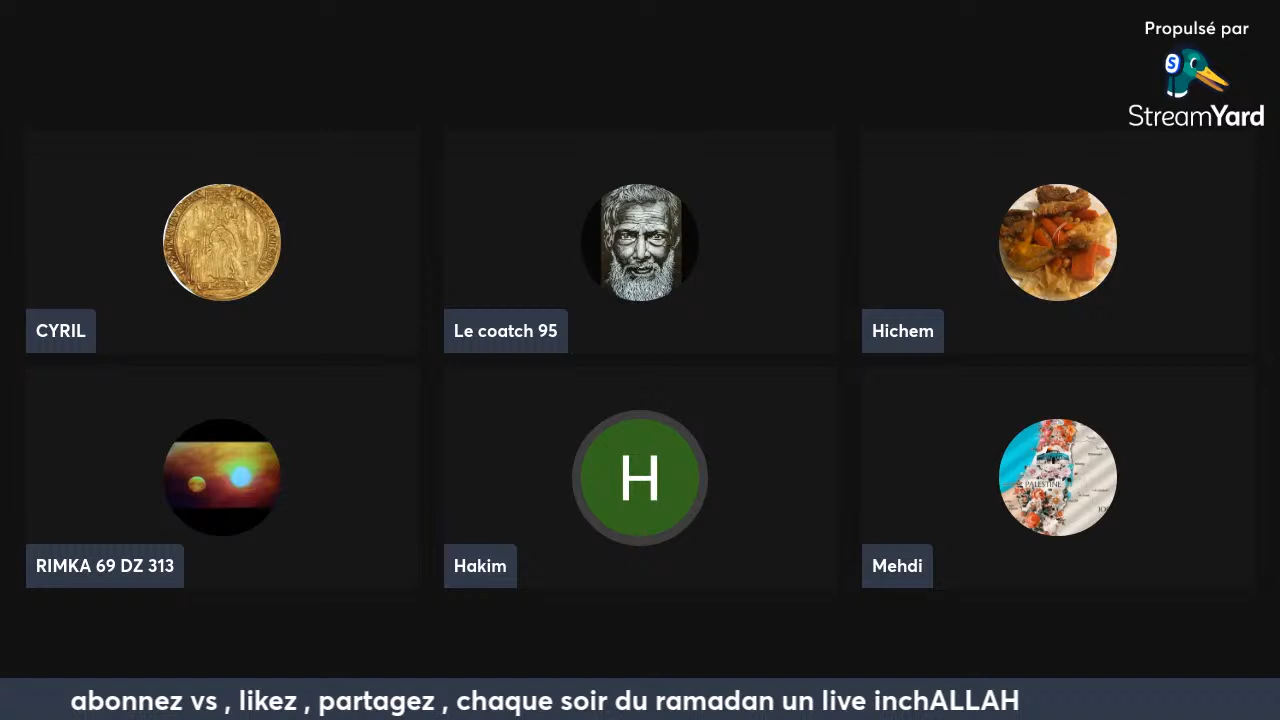 Propulsé par
StreamYard
CYRIL
Le coatch 95
Hichem
PALESTINE
RIMKA 69 DZ 313
H
Hakim
Mehdi
abonnez vs , likez , partagez , chaque soir du ramadan un live inchALLAH